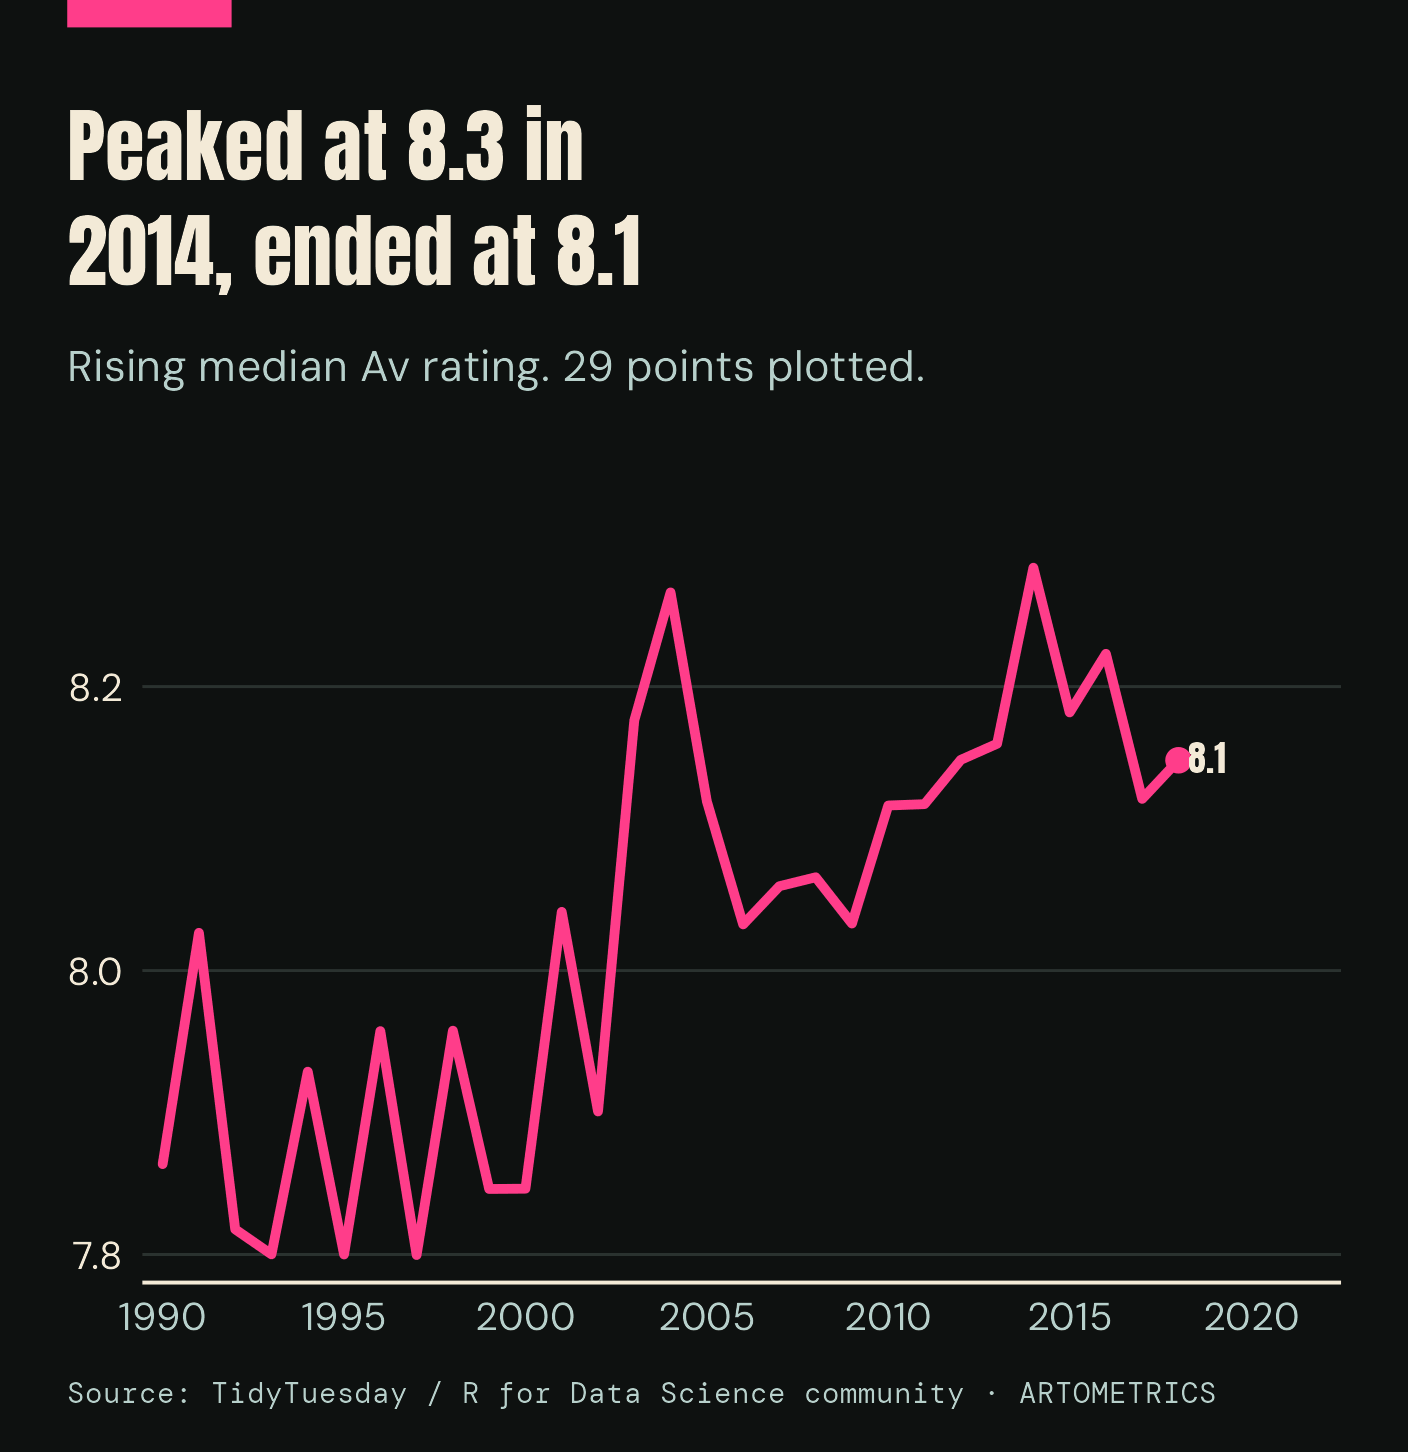 Peaked at 8.3 in
2014, ended at 8.1
Rising median Av rating. 29 points plotted.
8.2
8.1
8.0
7.8
1990 1995 2000 2005 2010 2015 2020
Source: TidyTuesday / R for Data Science community · ARTOMETRICS